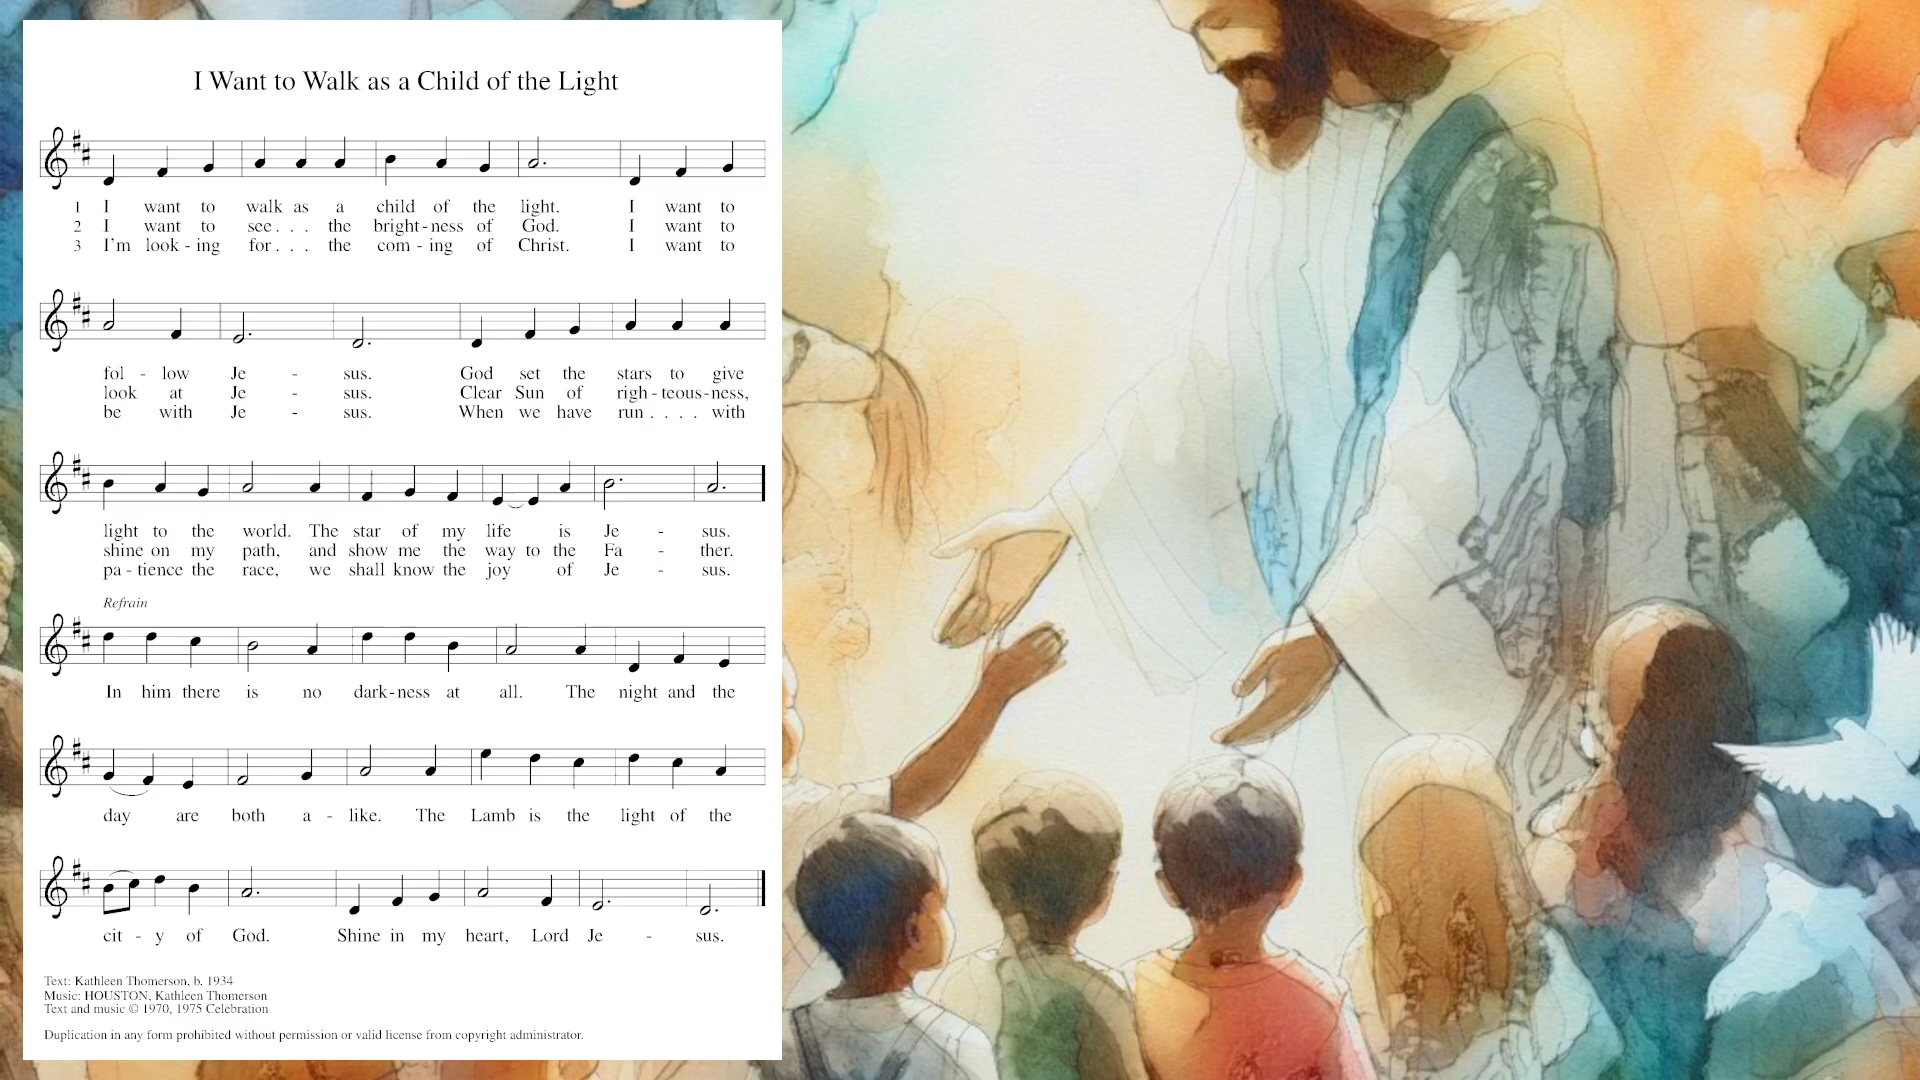 I Want to Walk as a Child of the Light
1 I want to walk as a child of the light. I want to
2 I want to see . . . the bright - ness of God. I want to
3 I'm look - ing for . . . the com - ing of Christ. I want to
fol - low Je - sus. God set the stars to give
look at Je - sus. Clear Sun of righ - teous - ness,
be with Je - sus. When we have run . . . . with
light to the world. The star of my life is Je - sus.
shine on my path, and show me the way to the Fa - ther.
pa - tience the race, we shall know the joy of Je - sus.
Refrain
In him there is no dark - ness at all. The night and the
day are both a - like. The Lamb is the light of the
cit - y of God. Shine in my heart, Lord Je - sus.
Text: Kathleen Thomerson, b. 1934
Music: HOUSTON, Kathleen Thomerson
Text and music © 1970, 1975 Celebration
Duplication in any form prohibited without permission or valid license from copyright administrator.